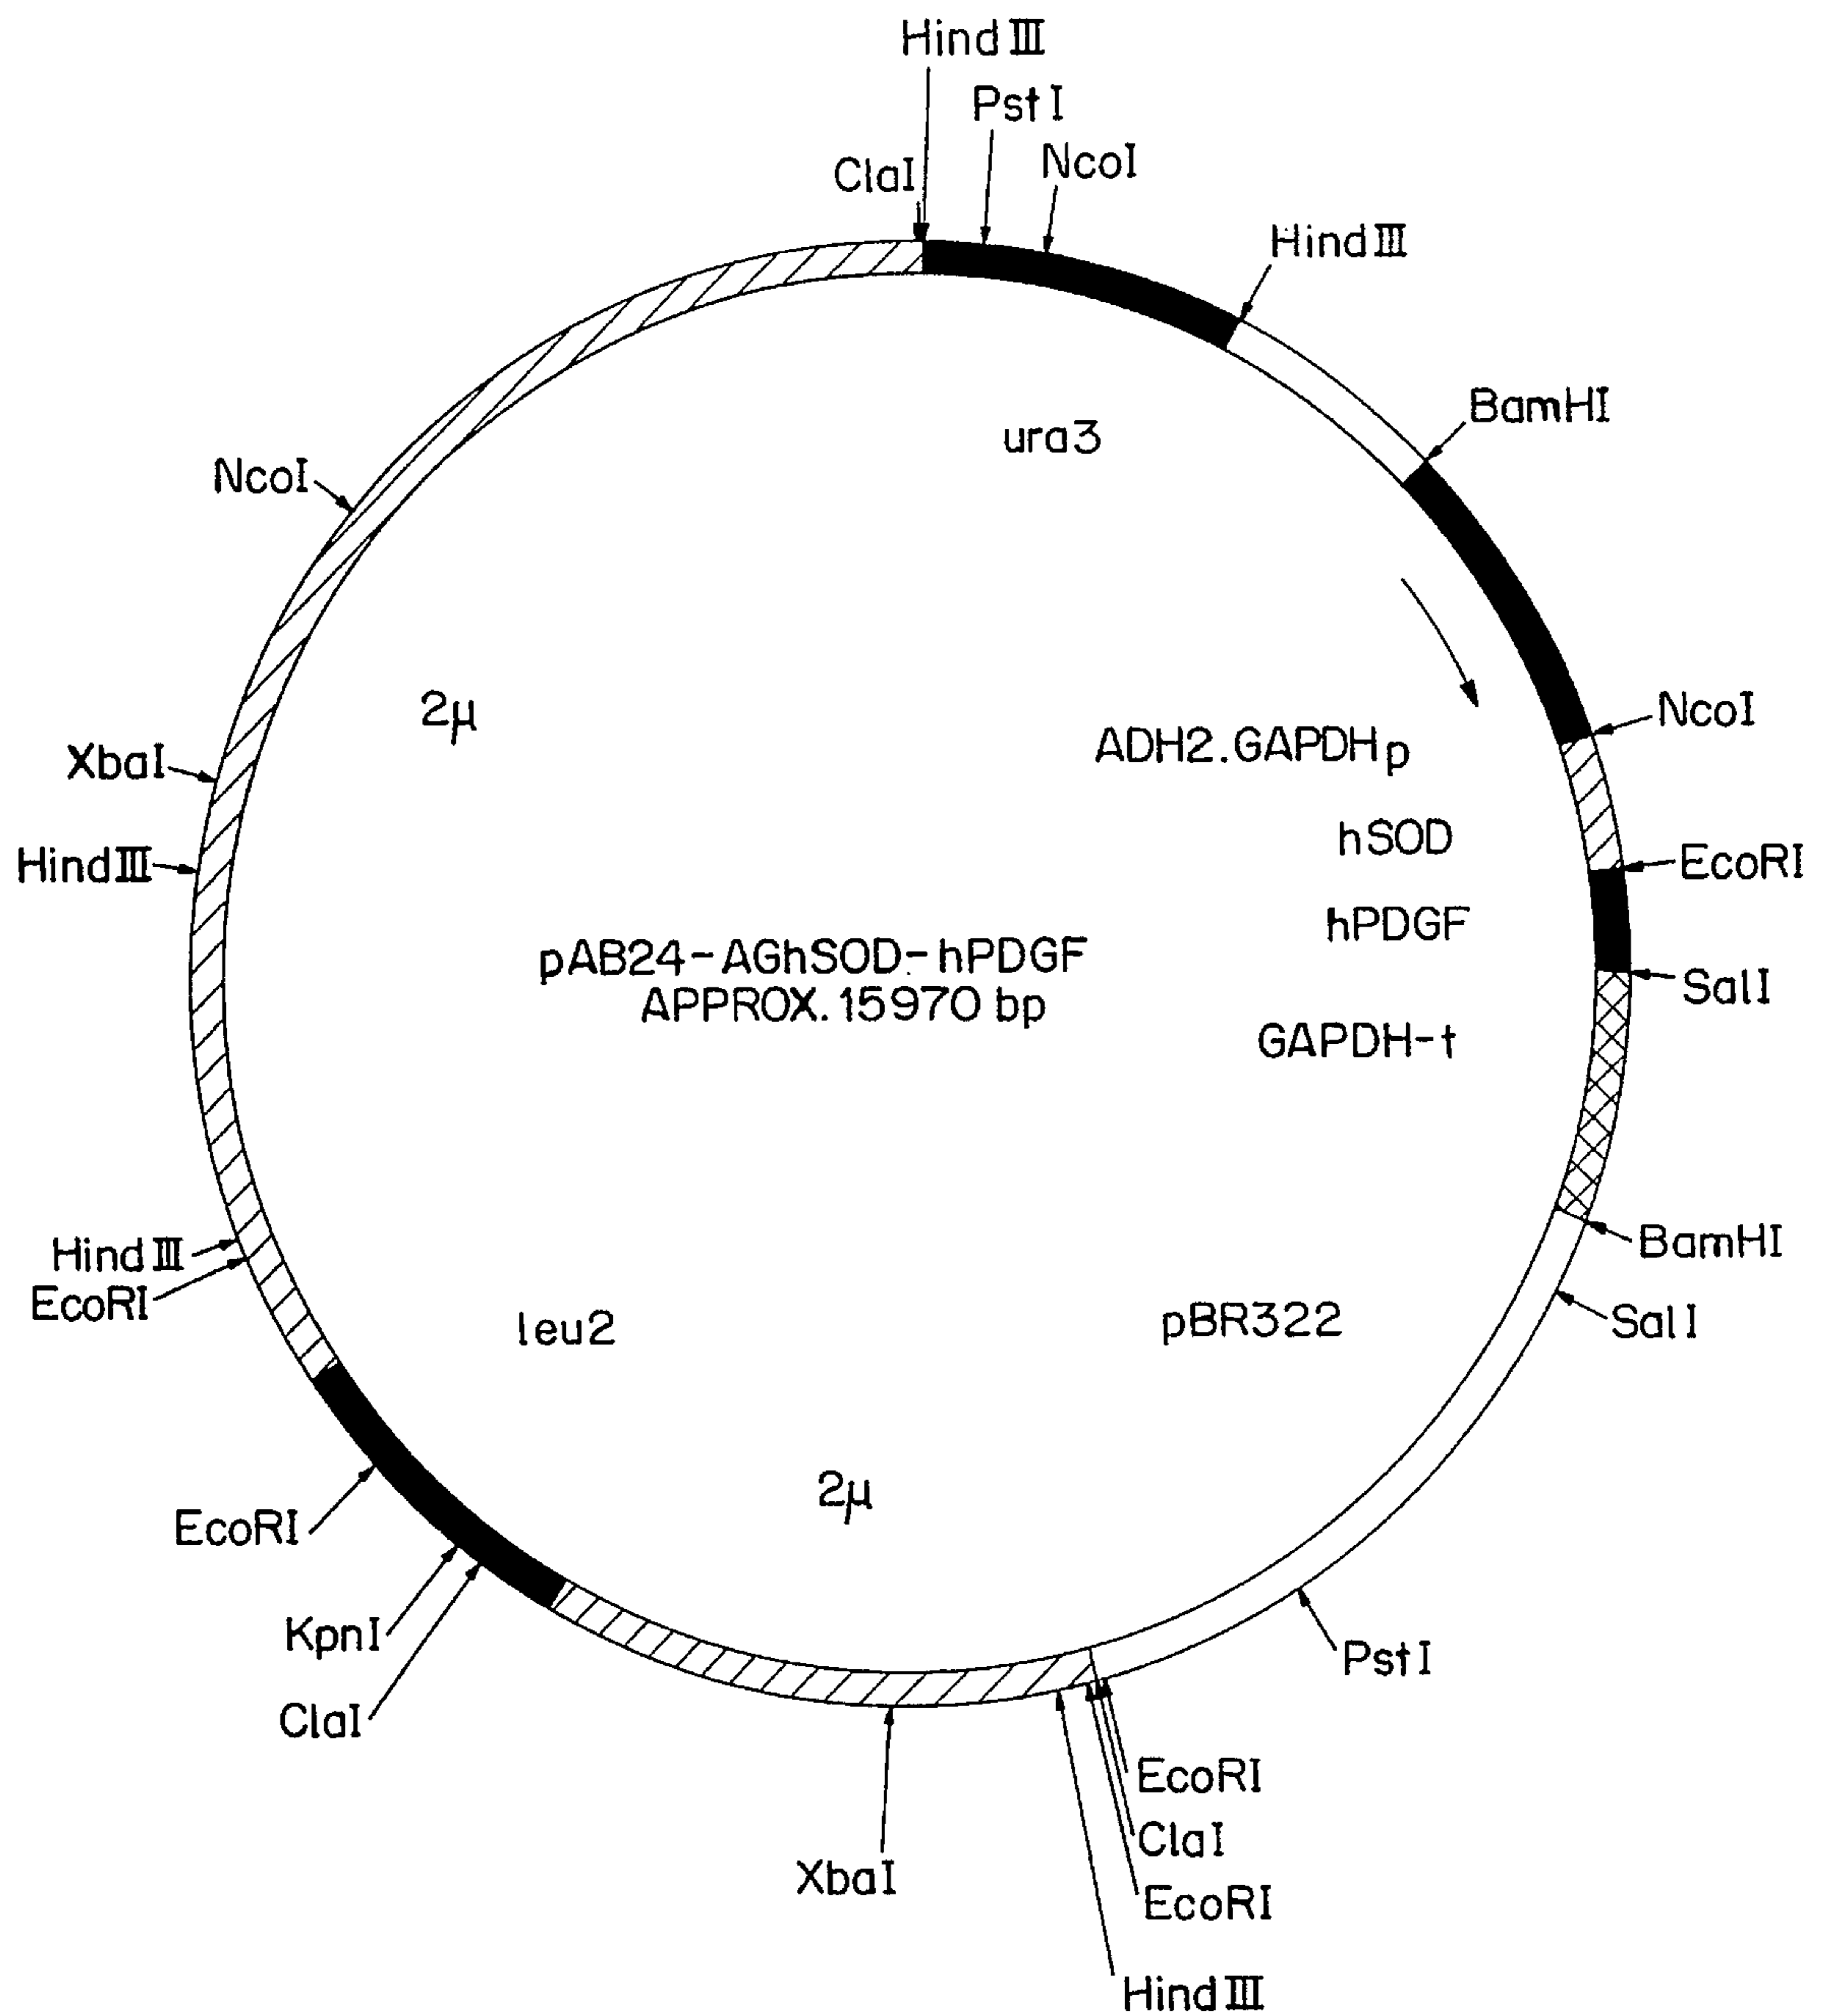 Hind III
Pst I
NcoI
ClaI
Hind III
BamHI
ura3
NcoI
2μ
XbaI
NcoI
ADH2.GAPDHp
hSOD
Hind III
EcoRI
hPDGF
pAB24-AGhSOD-hPDGF
APPROX. 15970 bp
SalI
GAPDH-t
Hind III
EcoRI
BamHI
leu2
pBR322
SalI
2μ
EcoRI
KpnI
PstI
ClaI
EcoRI
ClaI
XbaI
EcoRI
Hind III